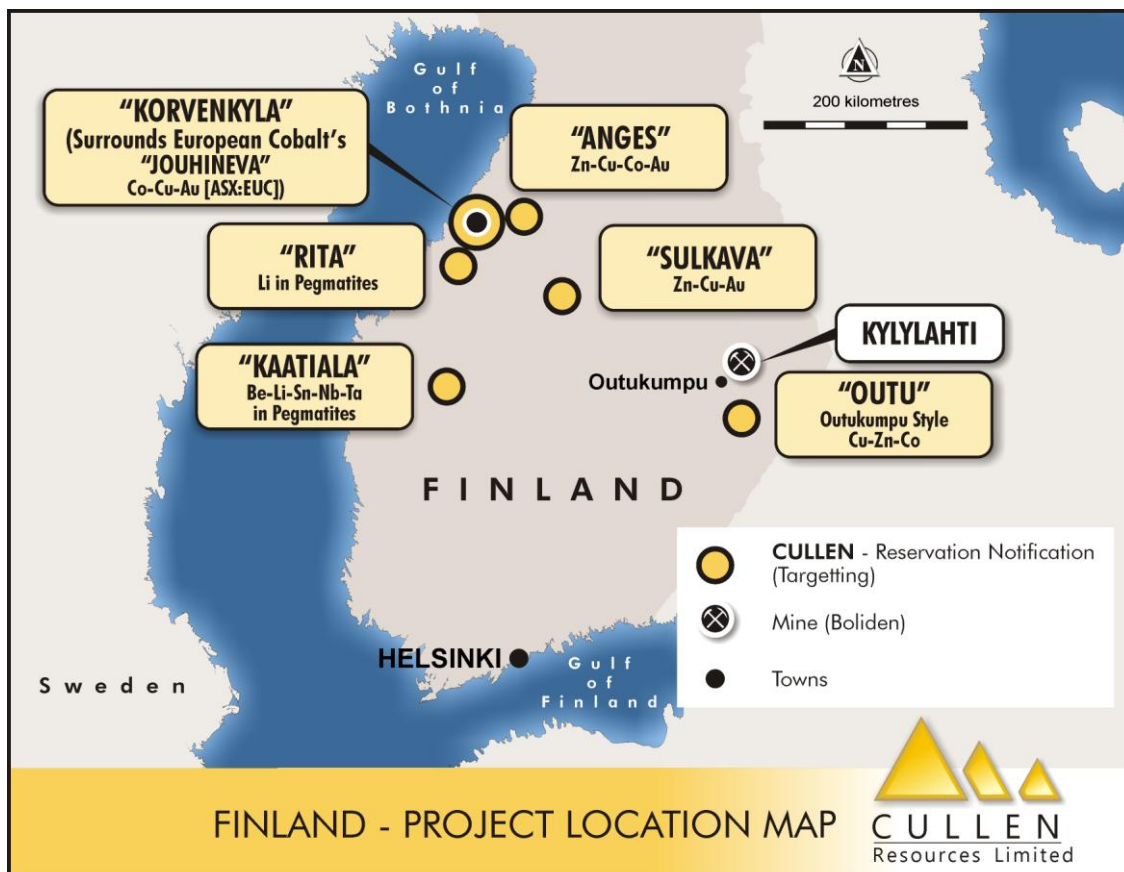 Gulf
of
Bothnia
N
200 kilometres
"KORVENKYLA"
(Surrounds European Cobalt's
"JOUHINEVA"
Co-Cu-Au [ASX:EUC])
"ANGES"
Zn-Cu-Co-Au
"RITA"
Li in Pegmatites
"SULKAVA"
Zn-Cu-Au
KYLYLAHTI
"KAATIALA"
Be-Li-Sn-Nb-Ta
in Pegmatites
Outukumpu
"OUTU"
Outukumpu Style
Cu-Zn-Co
FINLAND
CULLEN - Reservation Notification
(Targetting)
Mine (Boliden)
Towns
HELSINKI
Gulf
of
Finland
Sweden
FINLAND - PROJECT LOCATION MAP
CULLEN
Resources Limited